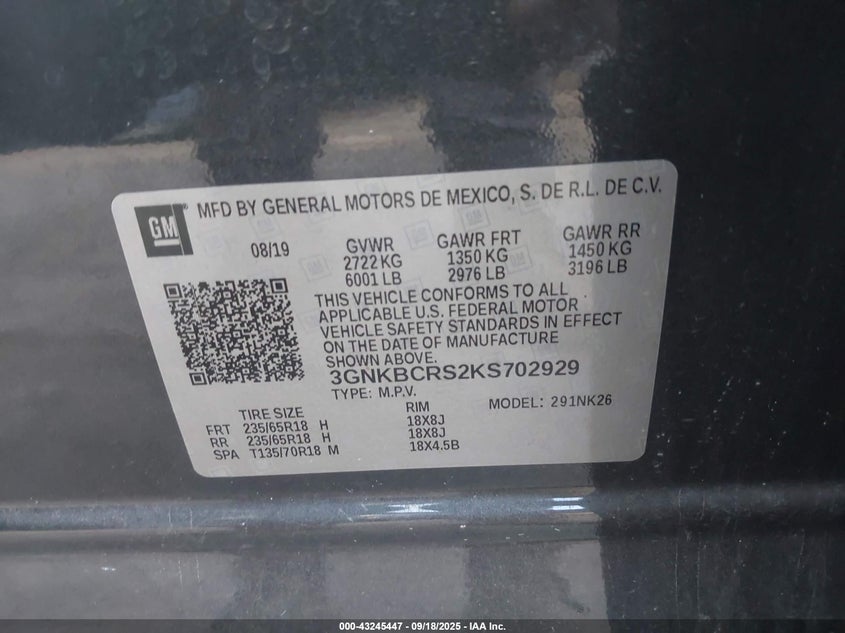 GM
MFD BY GENERAL MOTORS DE MEXICO, S. DE R.L. DE C.V.
08/19 GVWR GAWR FRT GAWR RR
2722 KG 1350 KG 1450 KG
6001 LB 2976 LB 3196 LB
THIS VEHICLE CONFORMS TO ALL
APPLICABLE U.S. FEDERAL MOTOR
VEHICLE SAFETY STANDARDS IN EFFECT
ON THE DATE OF MANUFACTURE
SHOWN ABOVE.
3GNKBCRS2KS702929
TYPE: M.P.V. MODEL: 291NK26
TIRE SIZE RIM
FRT 235/65R18 H 18X8J
RR 235/65R18 H 18X8J
SPA T135/70R18 M 18X4.5B
000-43245447 - 09/18/2025 - IAA Inc.